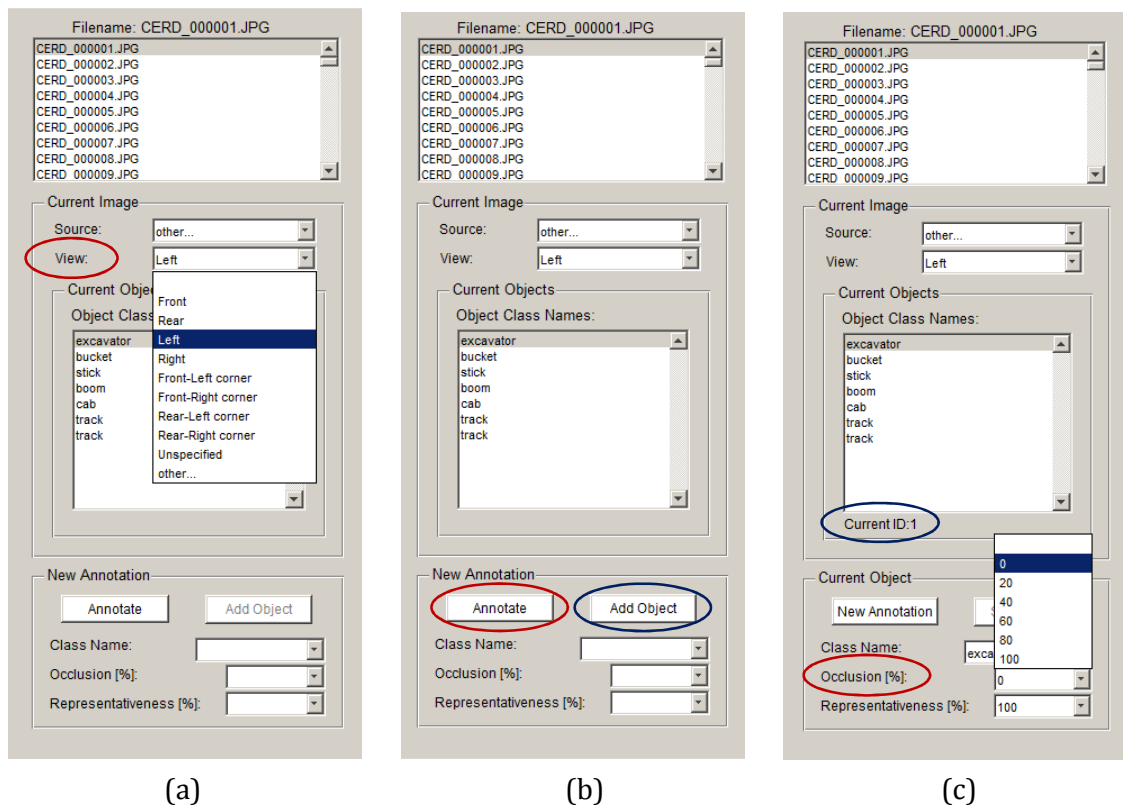 Filename: CERD_000001.JPG
CERD_000001.JPG
CERD_000002.JPG
CERD_000003.JPG
CERD_000004.JPG
CERD_000005.JPG
CERD_000006.JPG
CERD_000007.JPG
CERD_000008.JPG
CERD_000009.JPG
Current Image
Source: other...
View: Left
Current Obje
Object Class
Front
Rear
Left
Right
Front-Left corner
Front-Right corner
Rear-Left corner
Rear-Right corner
Unspecified
other...
excavator
bucket
stick
boom
cab
track
track
New Annotation
Annotate Add Object
Class Name:
Occlusion [%]:
Representativeness [%]:
(a)
Filename: CERD_000001.JPG
CERD_000001.JPG
CERD_000002.JPG
CERD_000003.JPG
CERD_000004.JPG
CERD_000005.JPG
CERD_000006.JPG
CERD_000007.JPG
CERD_000008.JPG
CERD_000009.JPG
Current Image
Source: other...
View: Left
Current Objects
Object Class Names:
excavator
bucket
stick
boom
cab
track
track
New Annotation
Annotate Add Object
Class Name:
Occlusion [%]:
Representativeness [%]:
(b)
Filename: CERD_000001.JPG
CERD_000001.JPG
CERD_000002.JPG
CERD_000003.JPG
CERD_000004.JPG
CERD_000005.JPG
CERD_000006.JPG
CERD_000007.JPG
CERD_000008.JPG
CERD_000009.JPG
Current Image
Source: other...
View: Left
Current Objects
Object Class Names:
excavator
bucket
stick
boom
cab
track
track
Current ID:1
0
20
40
60
80
100
Current Object
New Annotation
Class Name: exca
Occlusion [%]: 0
Representativeness [%]: 100
(c)